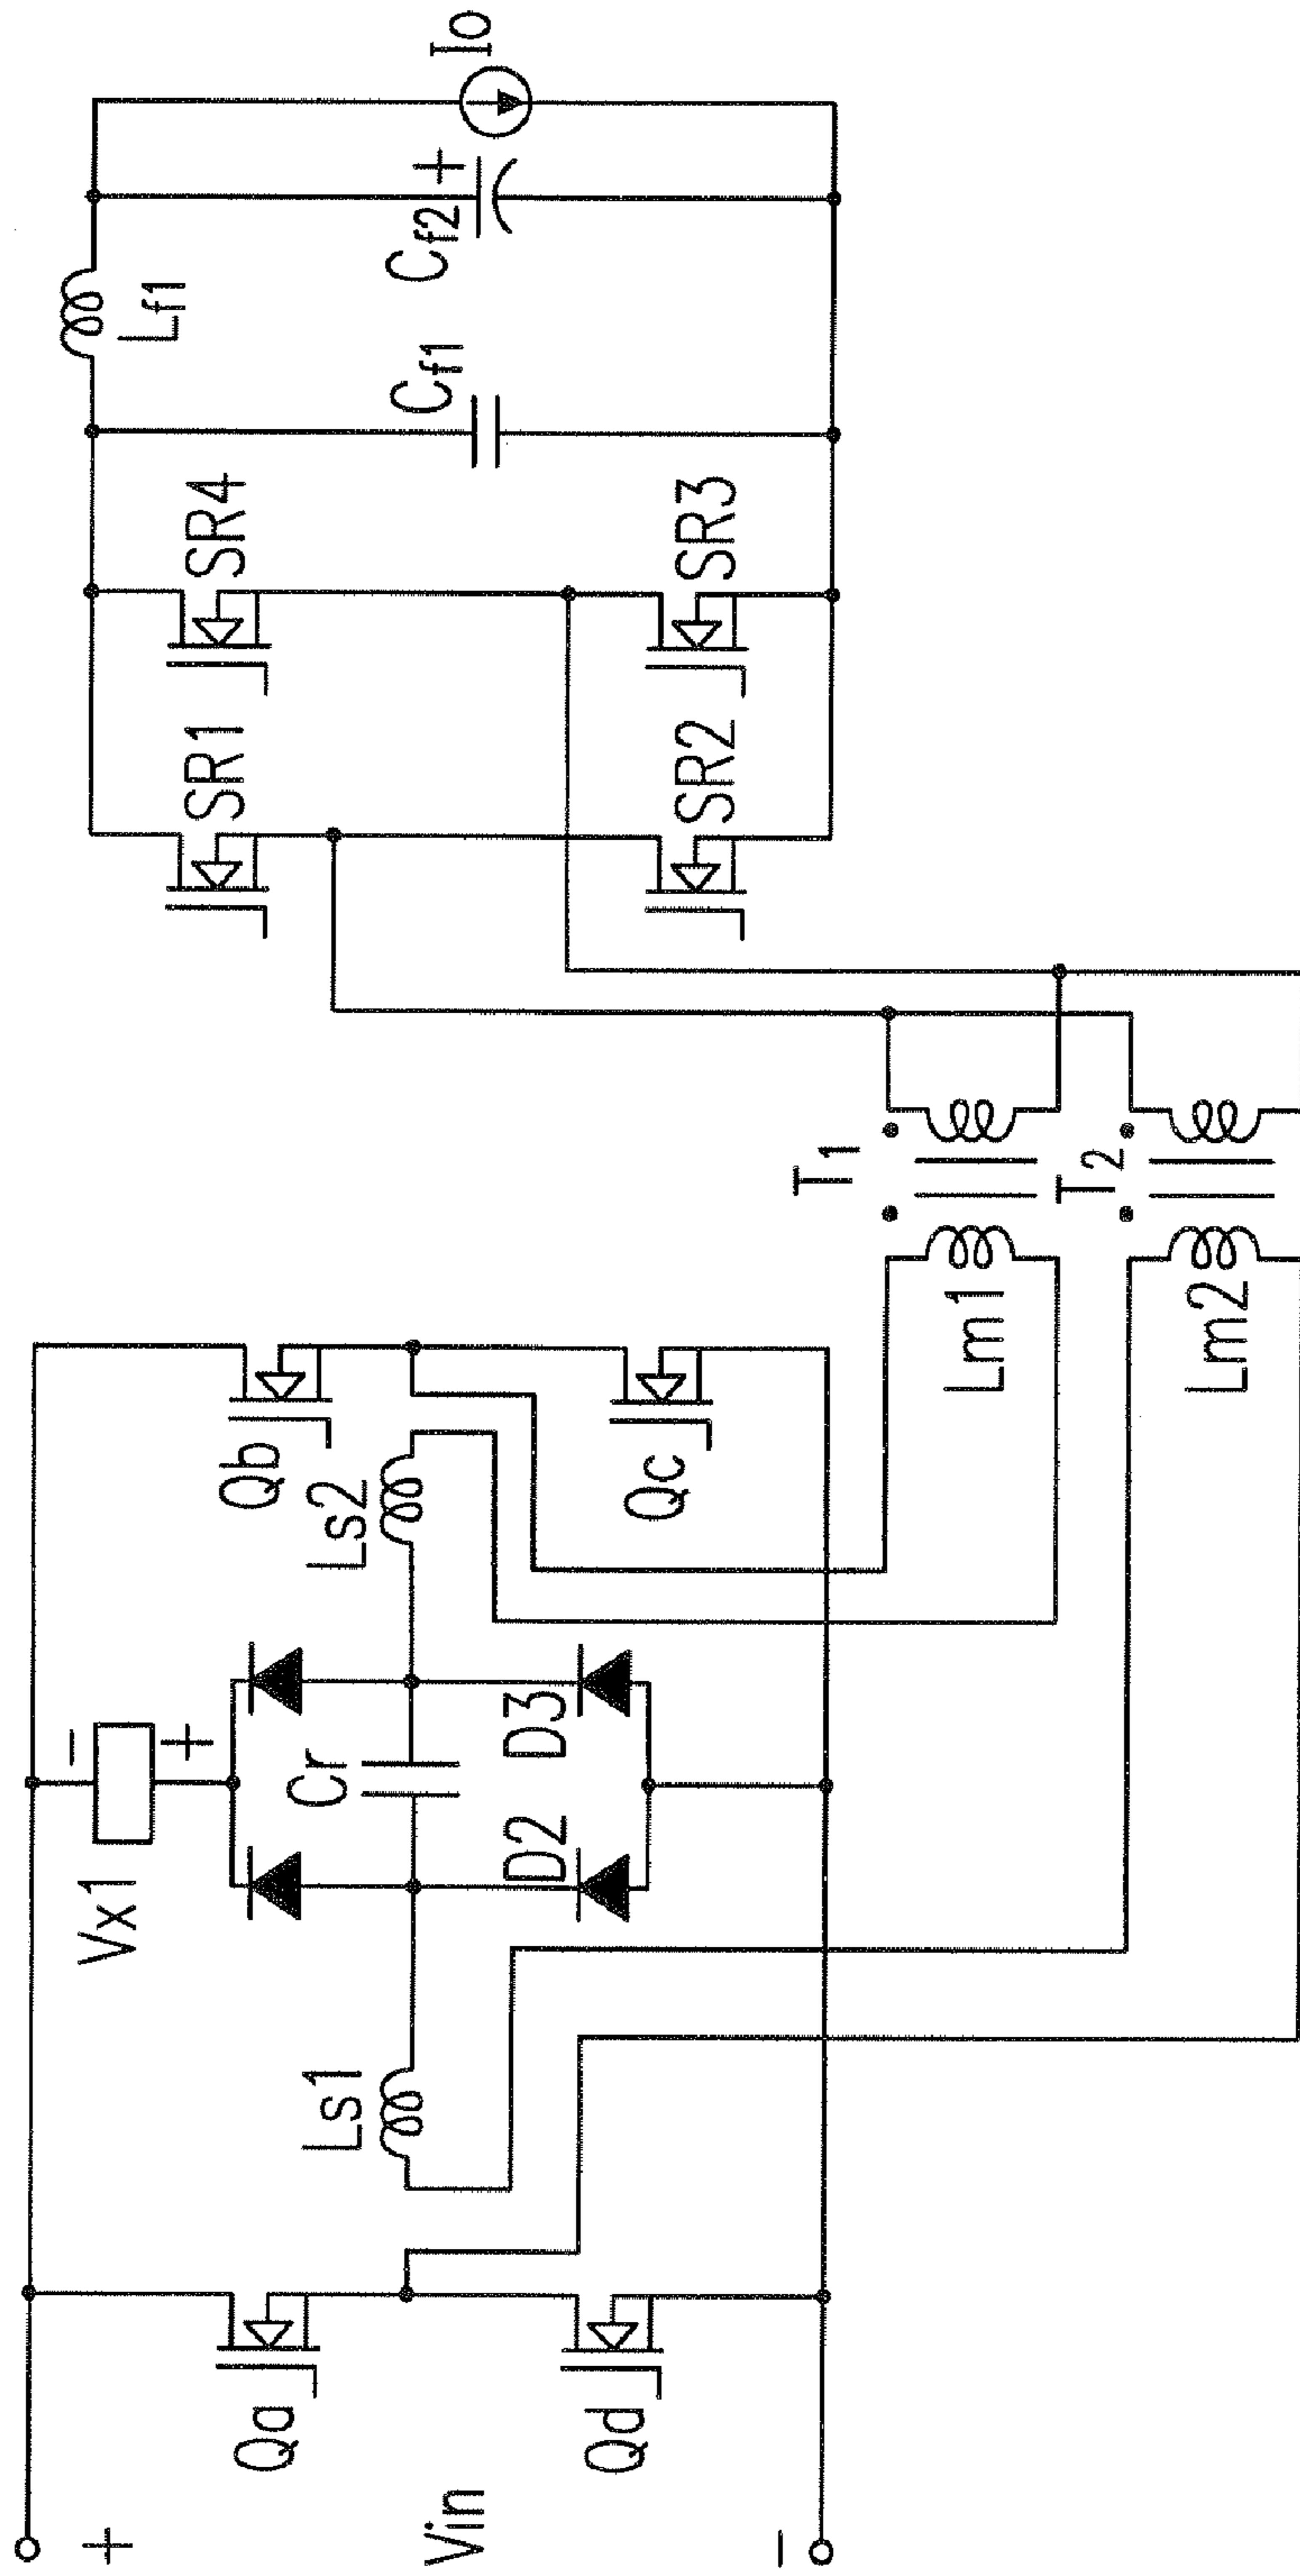 Vin
+
−
Qa
Qd
Ls1
Vx1
−
+
D2
Cr
D3
Ls2
Qb
Qc
Lm1
Lm2
T1
T2
SR1
SR2
SR4
SR3
Cf1
Lf1
Cf2
+
Io